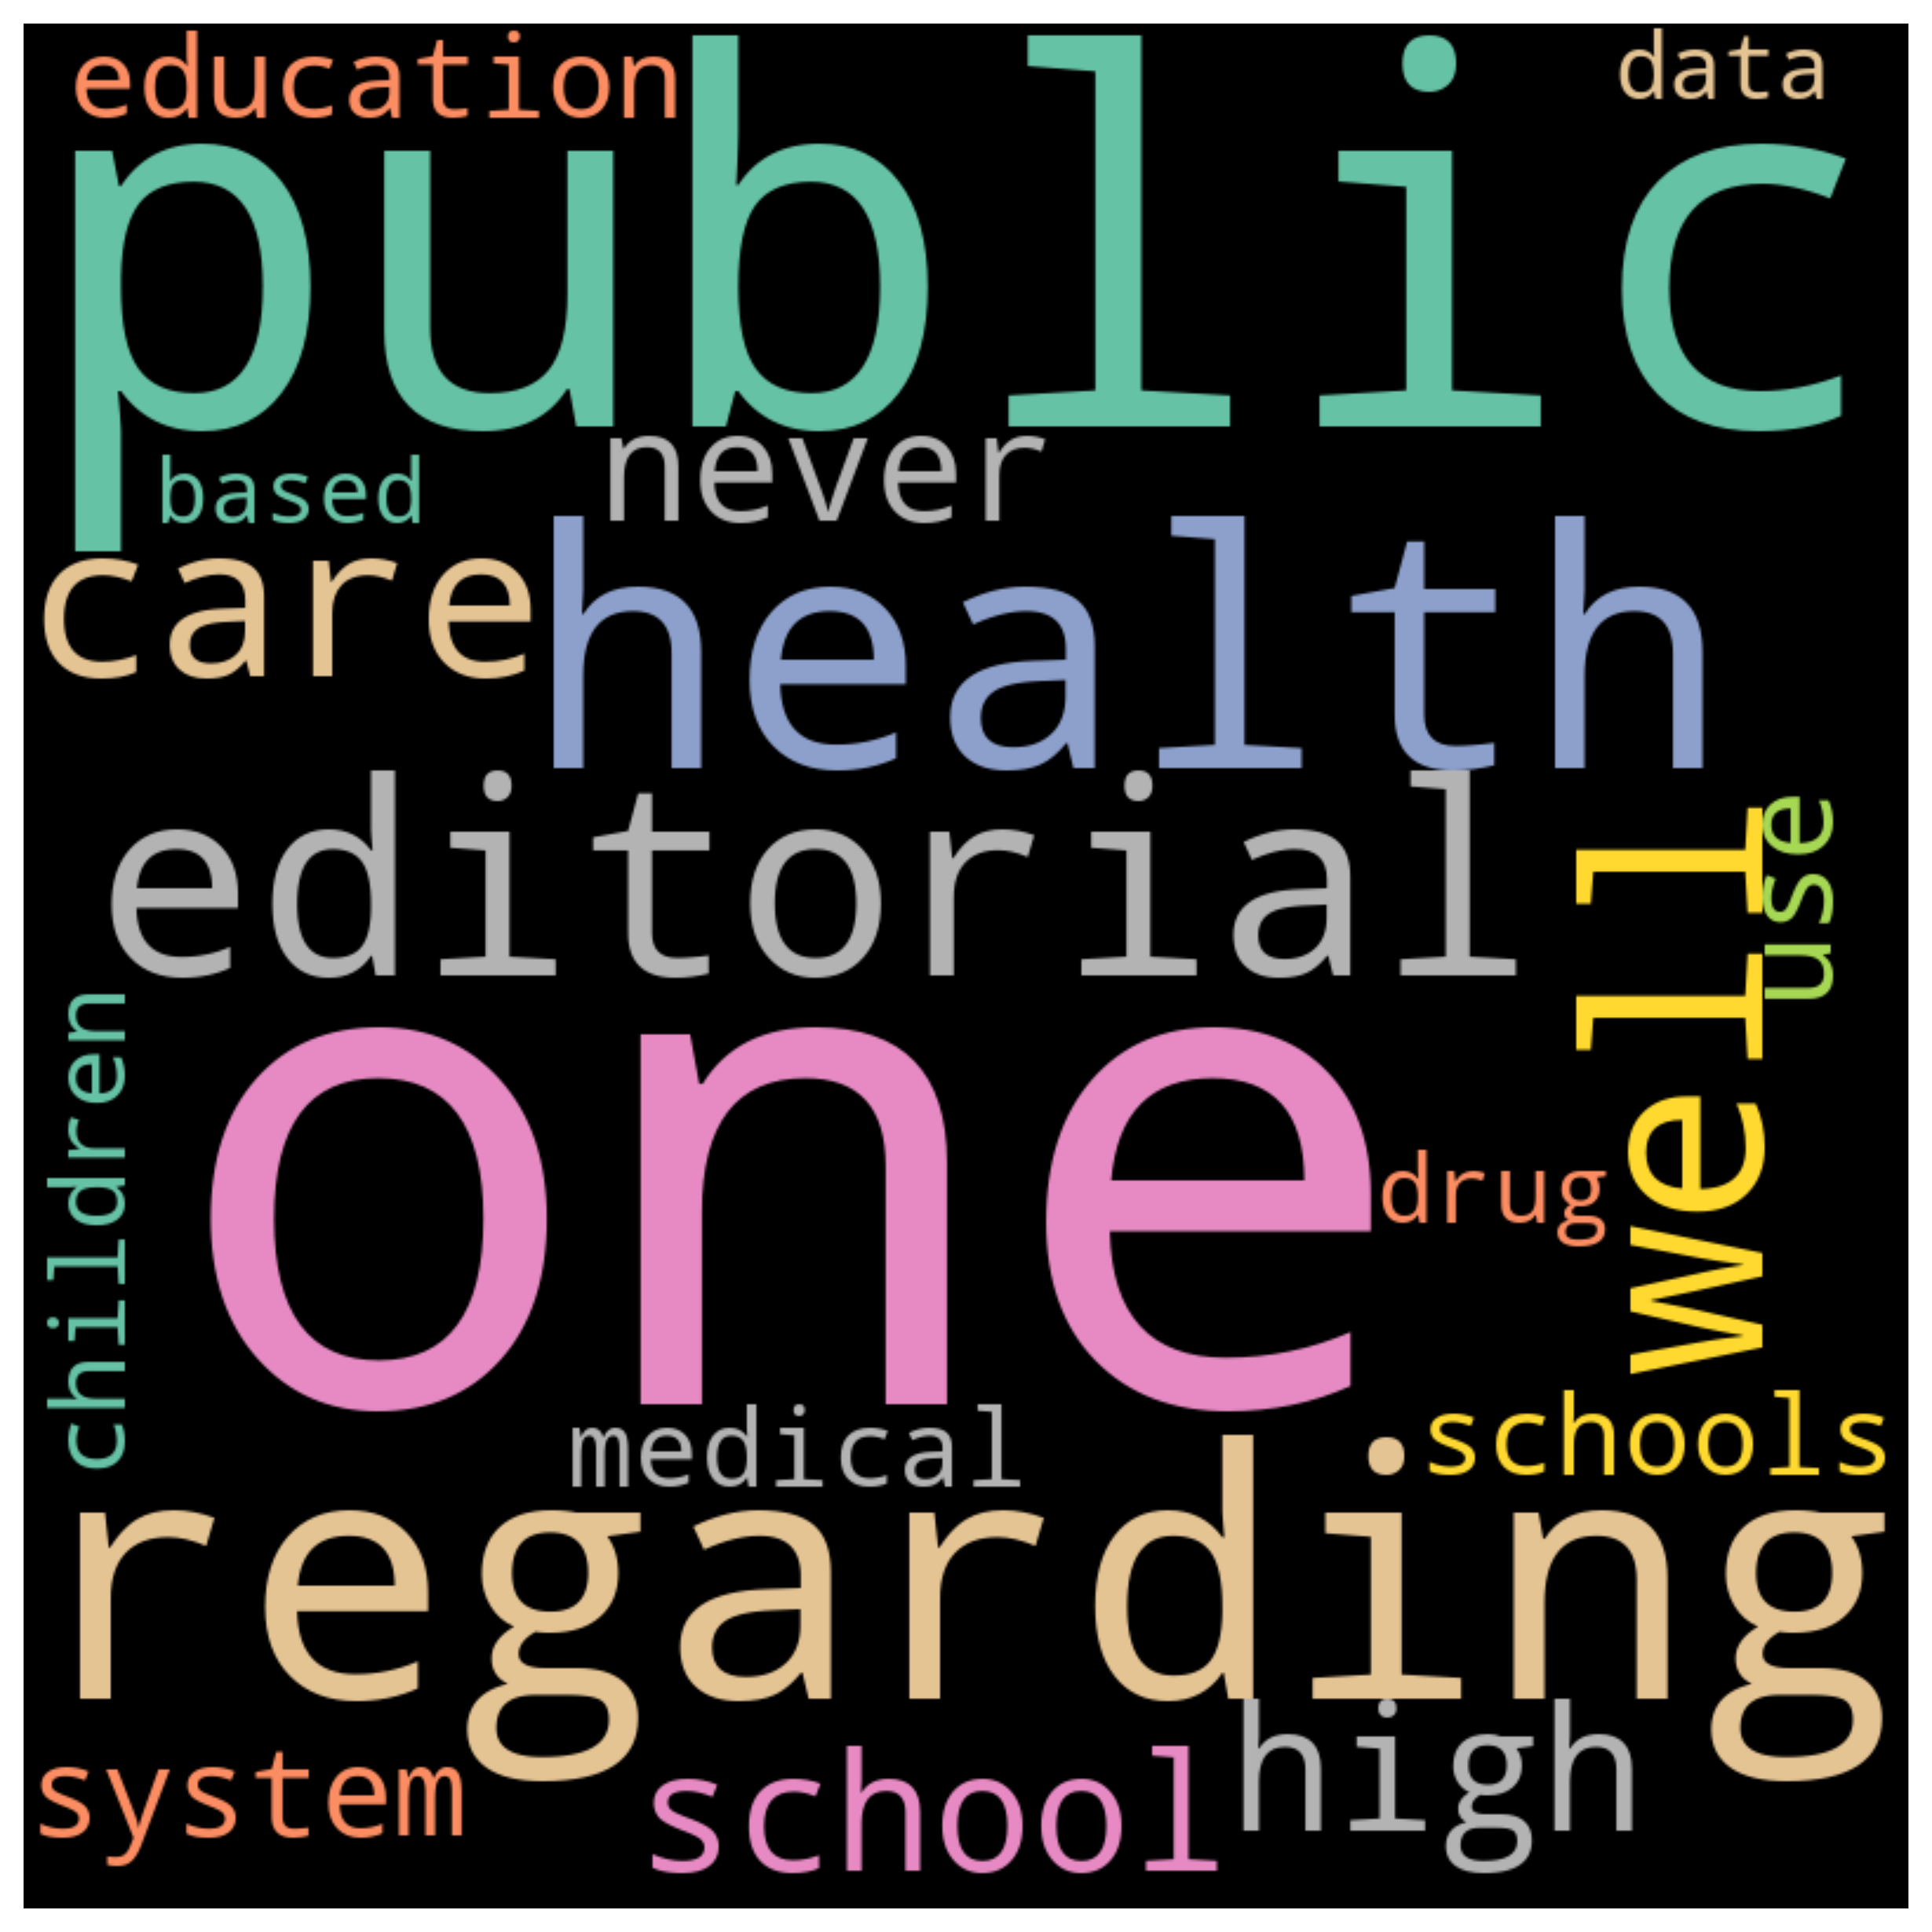 education
data
public
based
never
care
health
editorial
use
well
children
one
drug
medical
schools
regarding
system
school
high